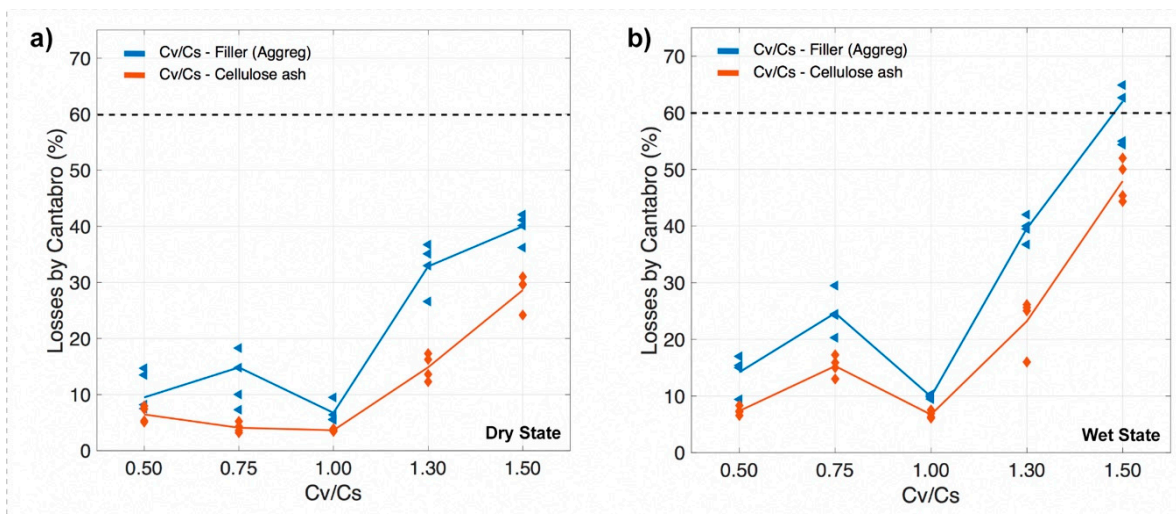 a)
Cv/Cs - Filler (Aggreg)
Cv/Cs - Cellulose ash
Losses by Cantabro (%)
70
60
50
40
30
20
10
0
0.50 0.75 1.00 1.30 1.50
Cv/Cs
Dry State
b)
Cv/Cs - Filler (Aggreg)
Cv/Cs - Cellulose ash
Losses by Cantabro (%)
70
60
50
40
30
20
10
0
0.50 0.75 1.00 1.30 1.50
Cv/Cs
Wet State